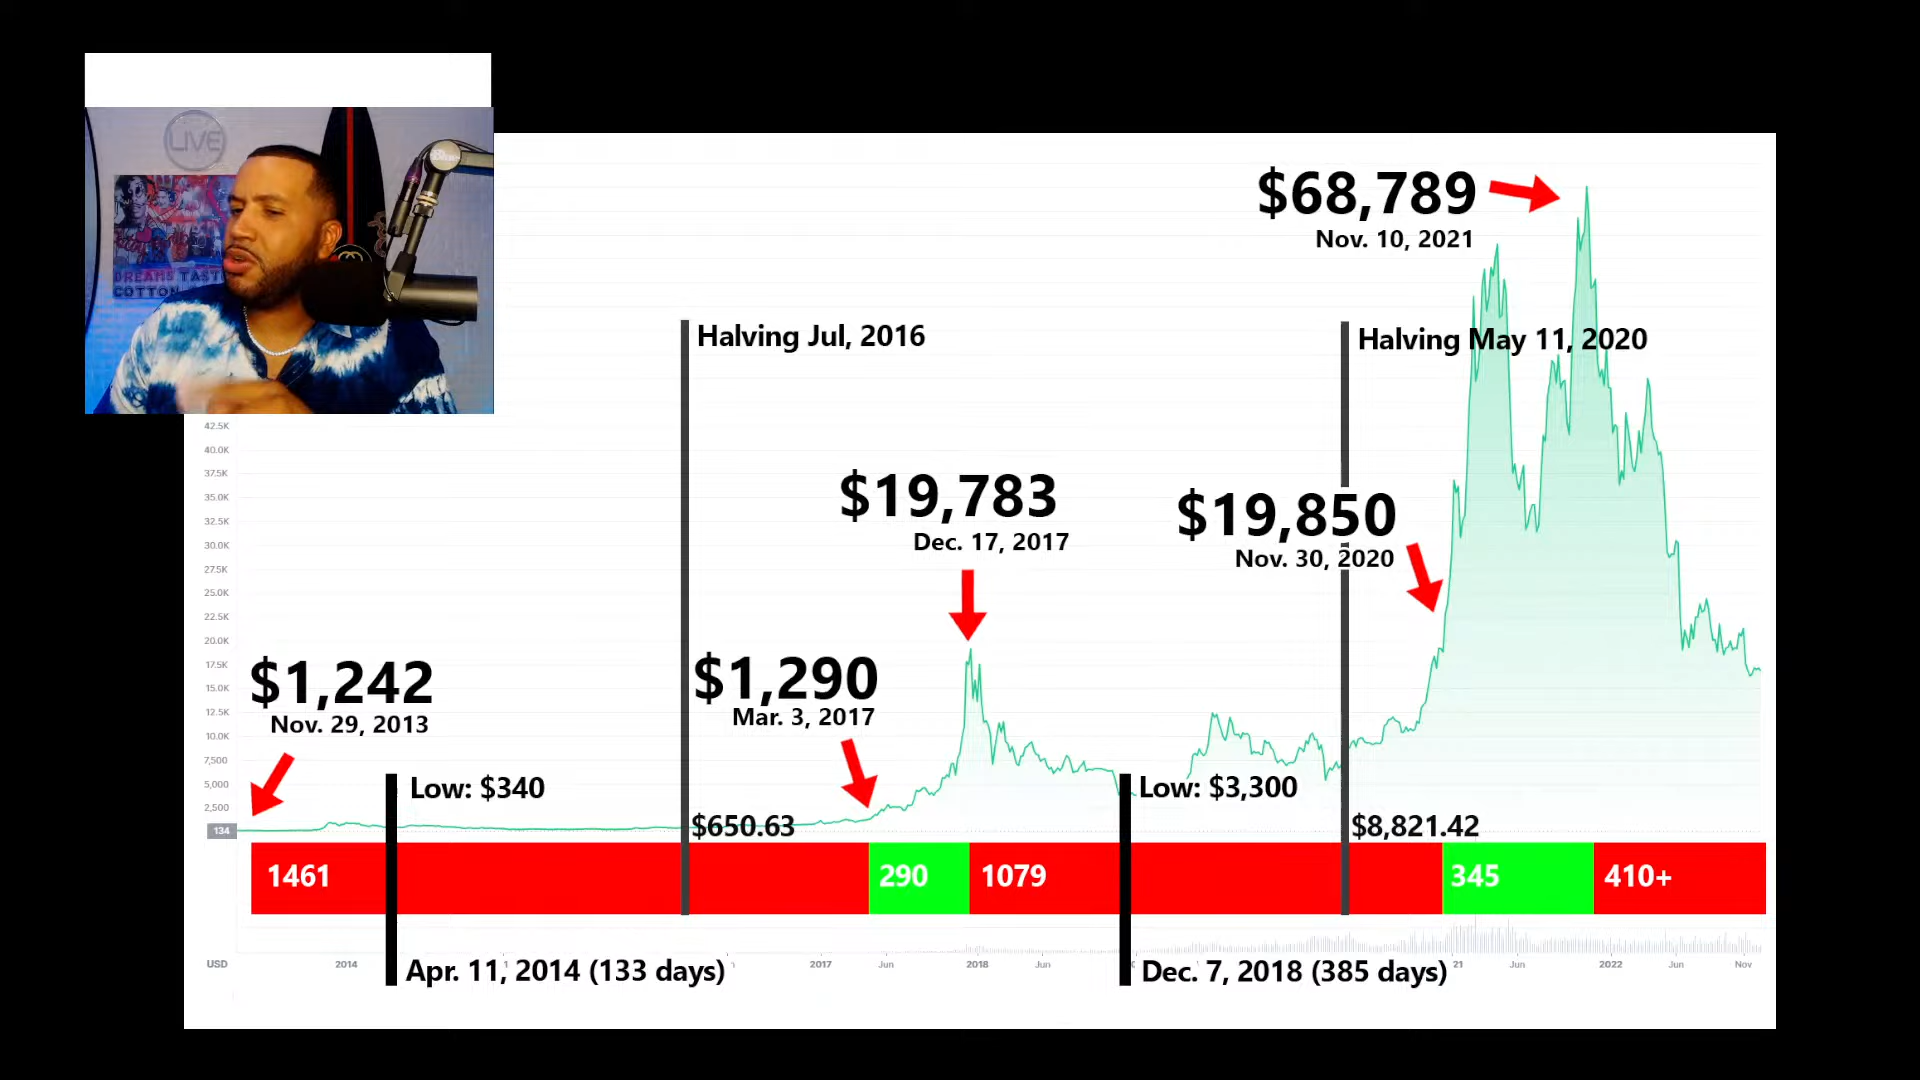 LIVE
DREAMS TAST
COTTON
$68,789
Nov. 10, 2021
Halving Jul, 2016
Halving May 11, 2020
42.5K
40.0K
37.5K
35.0K
32.5K
30.0K
27.5K
25.0K
22.5K
20.0K
17.5K
15.0K
12.5K
10.0K
7,500
5,000
2,500
134
$19,783
Dec. 17, 2017
$19,850
Nov. 30, 2020
$1,242
Nov. 29, 2013
$1,290
Mar. 3, 2017
Low: $340
Low: $3,300
$650.63
$8,821.42
1461 290 1079 345 410+
USD 2014 2017 Jun 2018 Jun 21 Jun 2022 Jun Nov
Apr. 11, 2014 (133 days)
Dec. 7, 2018 (385 days)